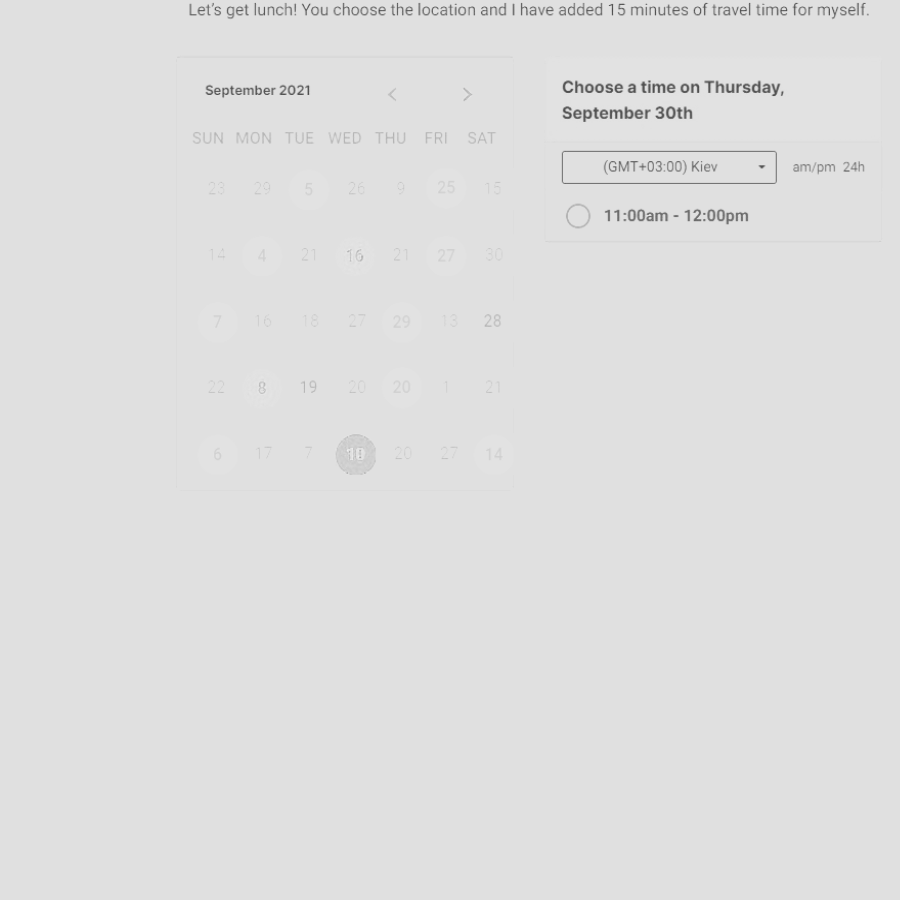 Let's get lunch! You choose the location and I have added 15 minutes of travel time for myself.
September 2021
SUN MON TUE WED THU FRI SAT
23 29 5 26 9 25 15
14 4 21 16 21 27 30
7 16 18 27 29 13 28
22 8 19 20 20 1 21
6 17 7 20 27 14
Choose a time on Thursday,
September 30th
(GMT+03:00) Kiev am/pm 24h
11:00am - 12:00pm